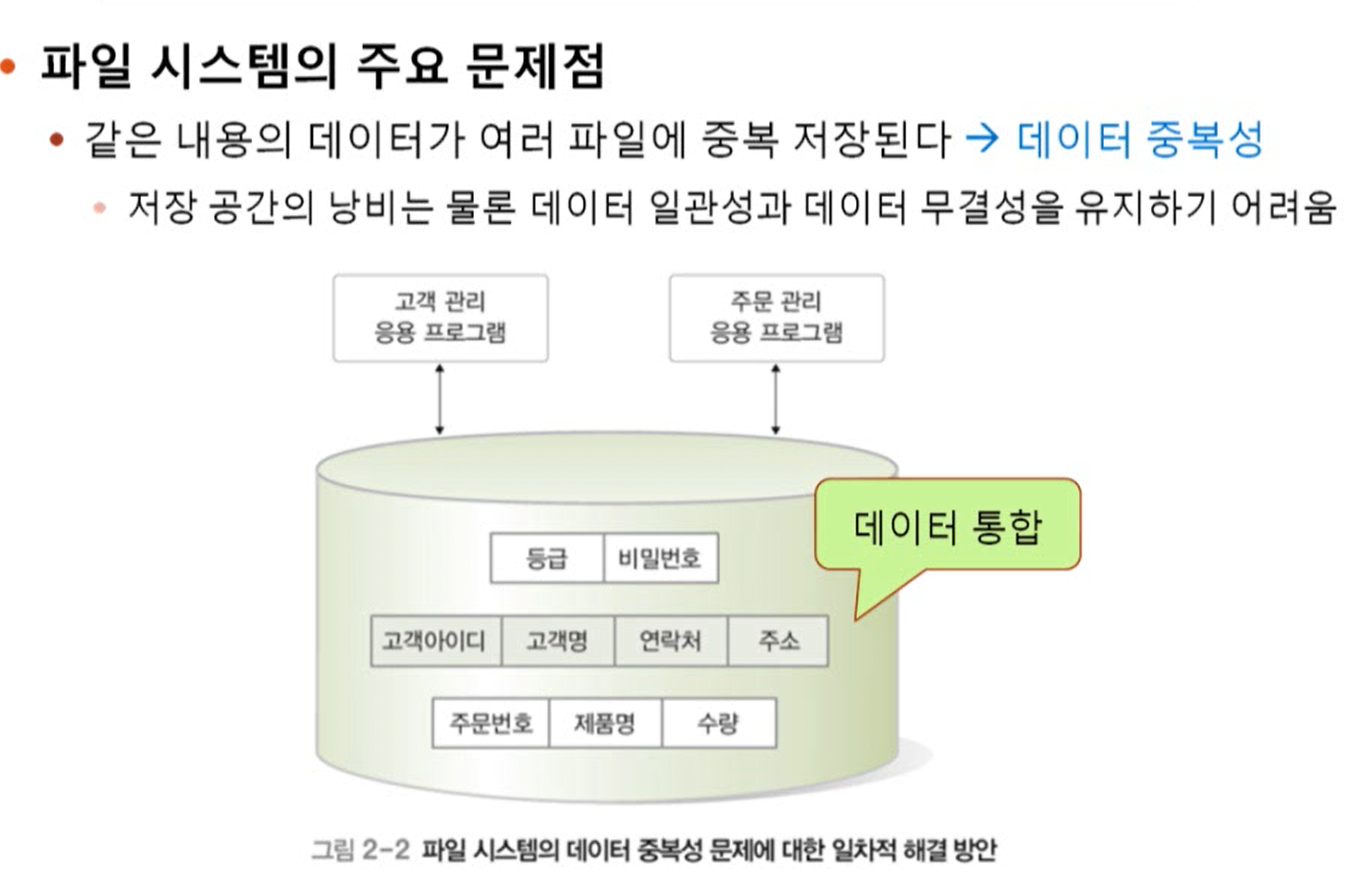 • 파일 시스템의 주요 문제점
• 같은 내용의 데이터가 여러 파일에 중복 저장된다 → 데이터 중복성
• 저장 공간의 낭비는 물론 데이터 일관성과 데이터 무결성을 유지하기 어려움
고객 관리
응용 프로그램
주문 관리
응용 프로그램
데이터 통합
등급 비밀번호
고객아이디 고객명 연락처 주소
주문번호 제품명 수량
그림 2-2 파일 시스템의 데이터 중복성 문제에 대한 일차적 해결 방안